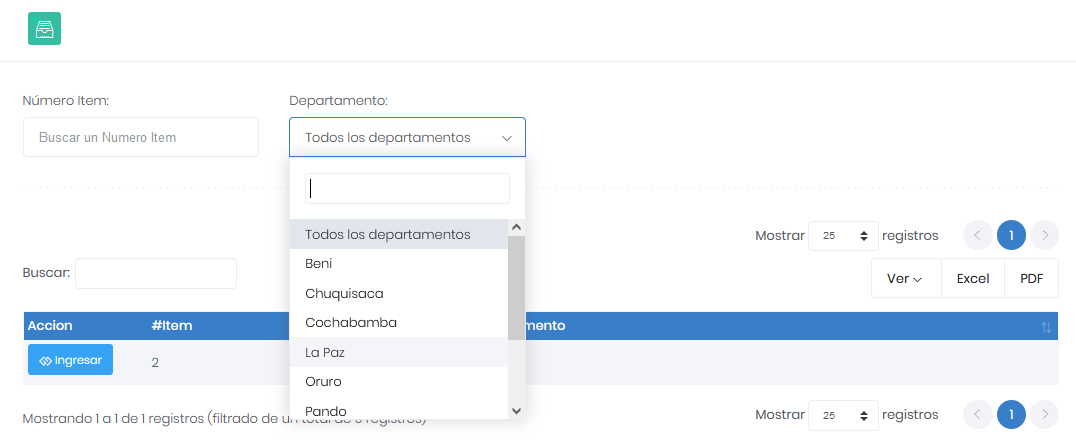 Número Item:
Departamento:
Buscar un Numero Item
Todos los departamentos
Todos los departamentos
Beni
Chuquisaca
Cochabamba
La Paz
Oruro
Pando
Mostrar 25 registros 1
Buscar:
Ver Excel PDF
Accion #Item mento
Ingresar 2
Mostrando 1 a 1 de 1 registros (filtrado de un total de registros)
Mostrar 25 registros 1